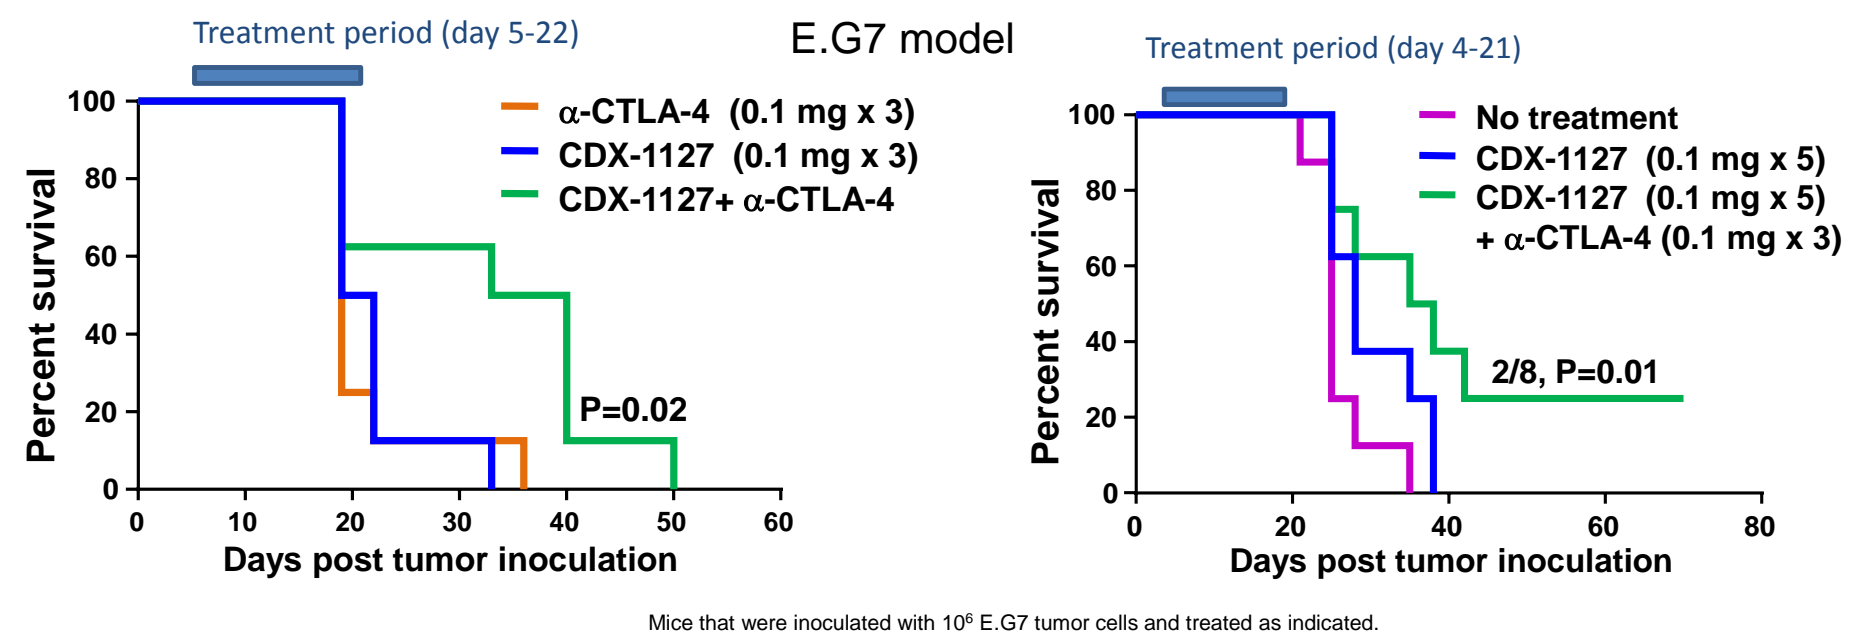 E.G7 model
Treatment period (day 5-22)
α-CTLA-4 (0.1 mg x 3)
CDX-1127 (0.1 mg x 3)
CDX-1127+ α-CTLA-4
Percent survival
100
80
60
40
20
0
P=0.02
0 10 20 30 40 50 60
Days post tumor inoculation
Treatment period (day 4-21)
No treatment
CDX-1127 (0.1 mg x 5)
CDX-1127 (0.1 mg x 5)
+ α-CTLA-4 (0.1 mg x 3)
Percent survival
100
80
60
40
20
0
2/8, P=0.01
0 20 40 60 80
Days post tumor inoculation
Mice that were inoculated with 10⁶ E.G7 tumor cells and treated as indicated.